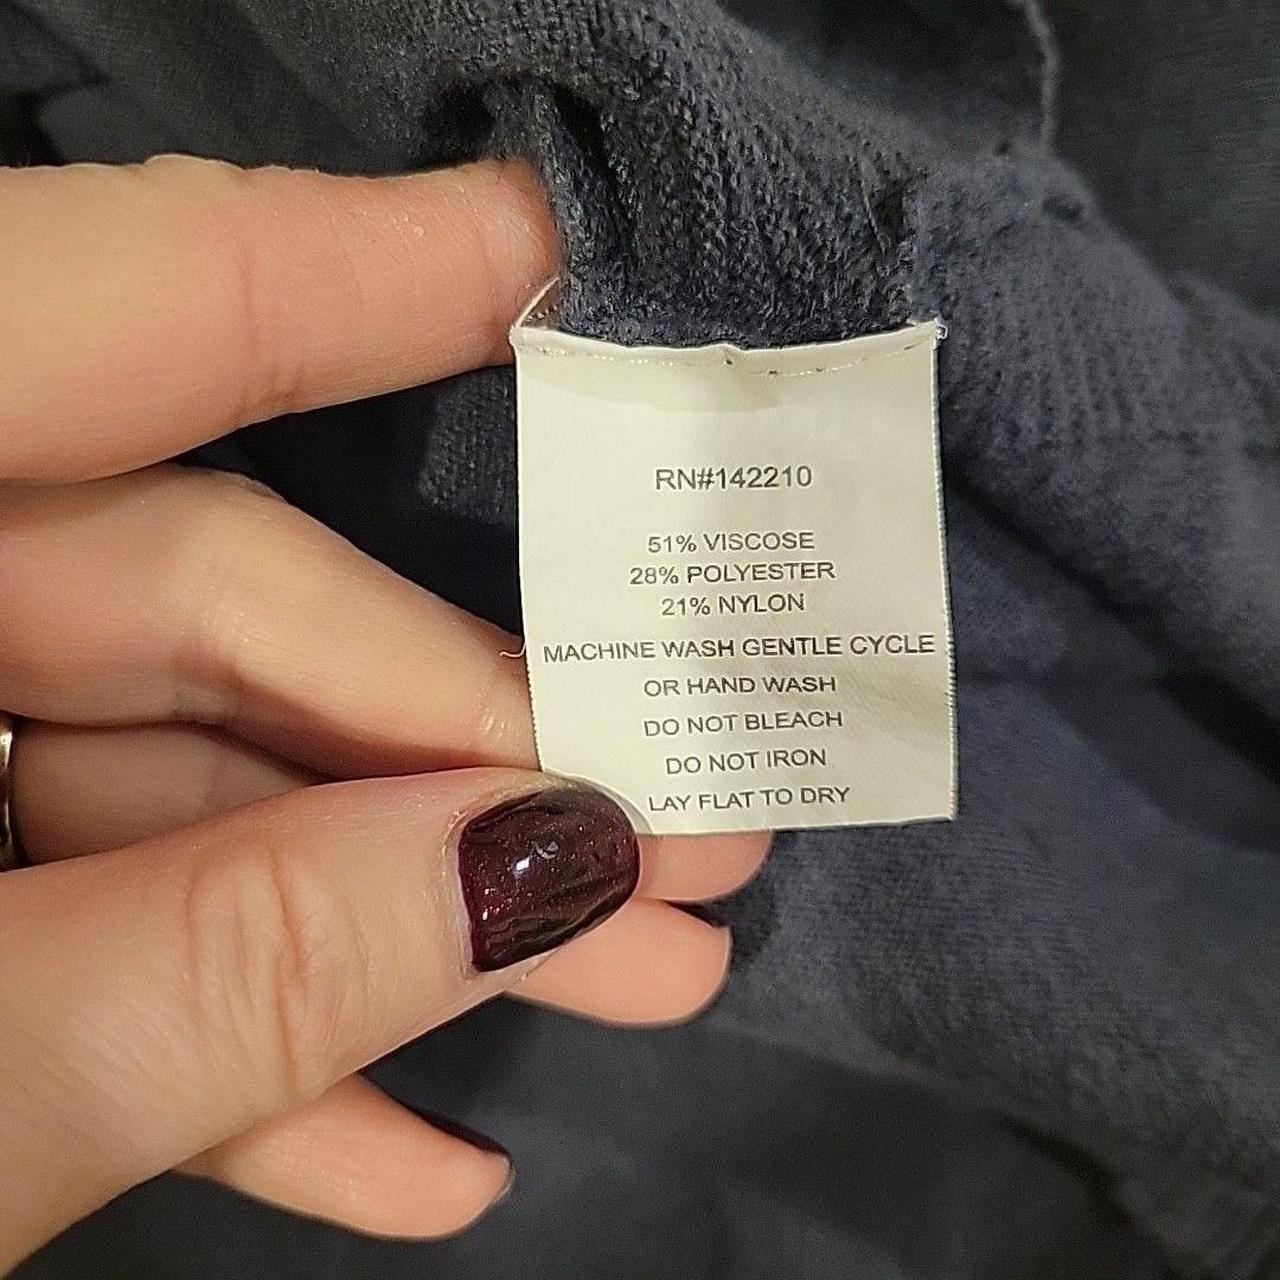 RN#142210
51% VISCOSE
28% POLYESTER
21% NYLON
MACHINE WASH GENTLE CYCLE
OR HAND WASH
DO NOT BLEACH
DO NOT IRON
LAY FLAT TO DRY